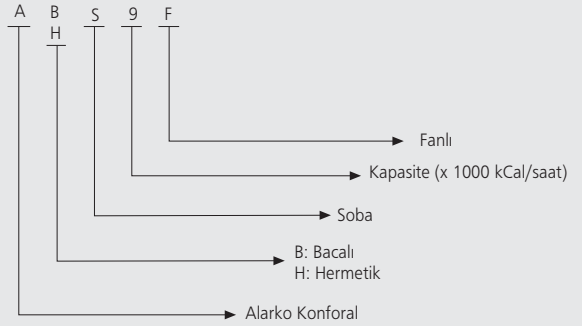 A B S 9 F
H
Fanlı
Kapasite (x 1000 kCal/saat)
Soba
B: Bacalı
H: Hermetik
Alarko Konforal